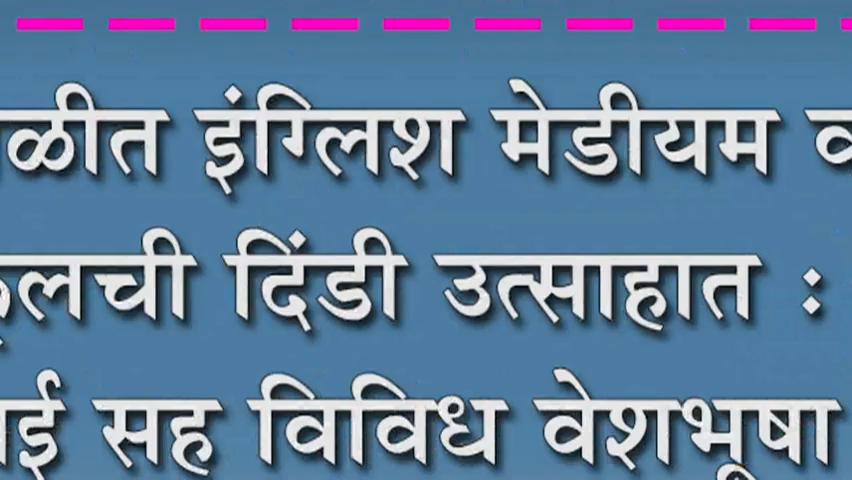 ळीत इंग्लिश मेडीयम
लची दिंडी उत्साहात :
ई सह विविध वेशभूषा